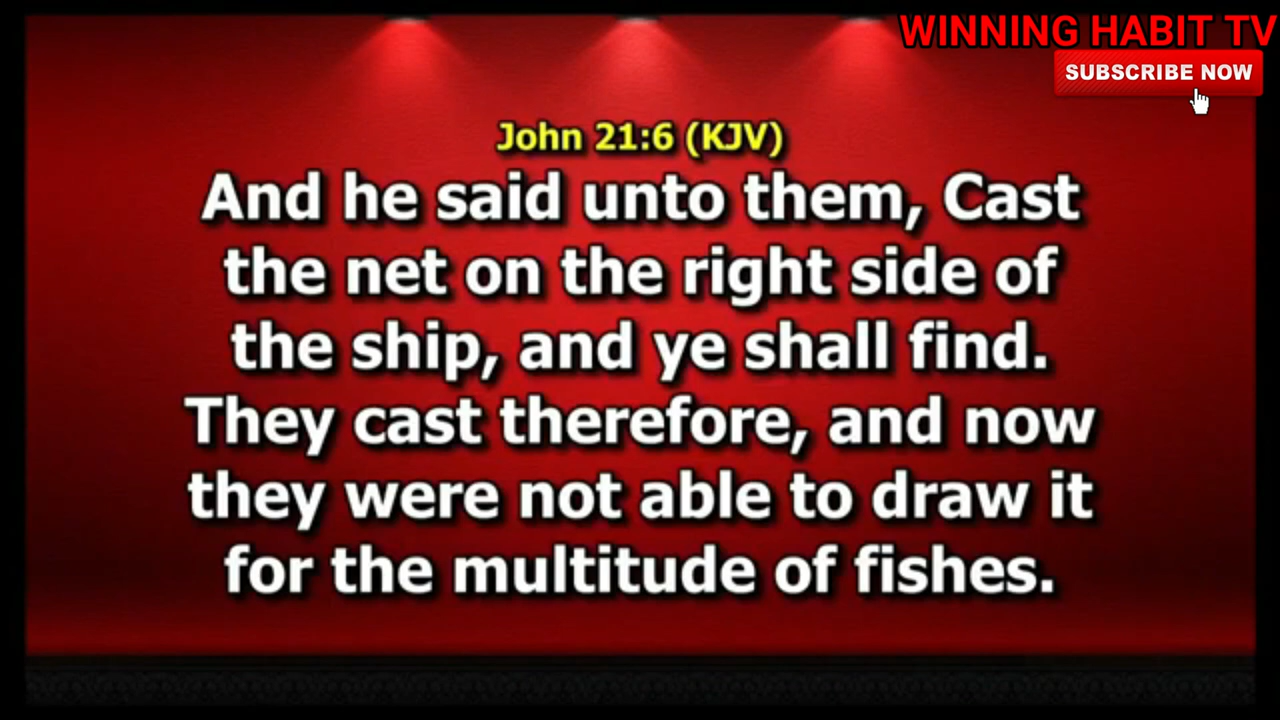 WINNING HABIT TV
SUBSCRIBE NOW
John 21:6 (KJV)
And he said unto them, Cast
the net on the right side of
the ship, and ye shall find.
They cast therefore, and now
they were not able to draw it
for the multitude of fishes.